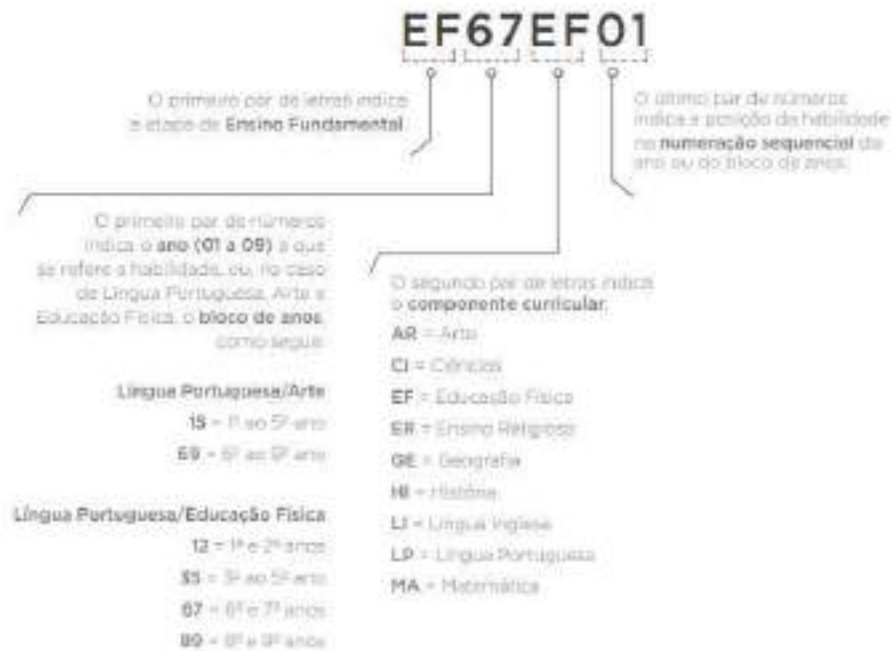 EF67EF01
O primeiro par de letras indica
a etapa de Ensino Fundamental.
O último par de números
indica a posição da habilidade
na numeração sequencial do
ano ou do bloco de anos.
O primeiro par de números
indica o ano (01 a 09) a que
se refere a habilidade, ou, no caso
de Língua Portuguesa, Arte e
Educação Física, o bloco de anos,
como segue:
Língua Portuguesa/Arte
15 = 1º ao 5º ano
69 = 6º ao 9º ano
Língua Portuguesa/Educação Física
12 = 1º e 2º anos
35 = 3º ao 5º ano
67 = 6º e 7º anos
89 = 8º e 9º anos
O segundo par de letras indica
o componente curricular:
AR = Arte
CI = Ciências
EF = Educação Física
ER = Ensino Religioso
GE = Geografia
HI = História
LI = Língua Inglesa
LP = Língua Portuguesa
MA = Matemática